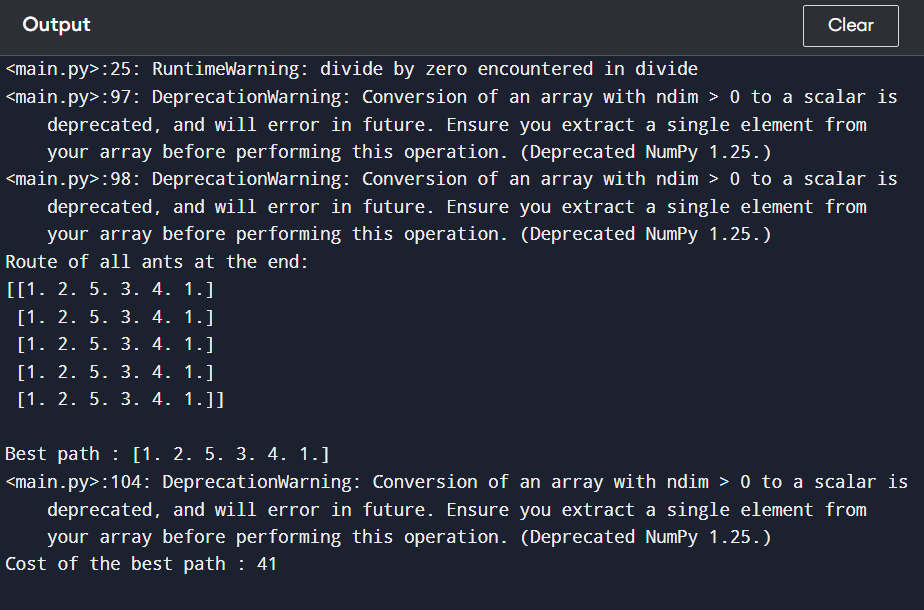 Output
Clear
<main.py>:25: RuntimeWarning: divide by zero encountered in divide
<main.py>:97: DeprecationWarning: Conversion of an array with ndim > 0 to a scalar is
deprecated, and will error in future. Ensure you extract a single element from
your array before performing this operation. (Deprecated NumPy 1.25.)
<main.py>:98: DeprecationWarning: Conversion of an array with ndim > 0 to a scalar is
deprecated, and will error in future. Ensure you extract a single element from
your array before performing this operation. (Deprecated NumPy 1.25.)
Route of all ants at the end:
[[1. 2. 5. 3. 4. 1.]
[1. 2. 5. 3. 4. 1.]
[1. 2. 5. 3. 4. 1.]
[1. 2. 5. 3. 4. 1.]
[1. 2. 5. 3. 4. 1.]]
Best path : [1. 2. 5. 3. 4. 1.]
<main.py>:104: DeprecationWarning: Conversion of an array with ndim > 0 to a scalar is
deprecated, and will error in future. Ensure you extract a single element from
your array before performing this operation. (Deprecated NumPy 1.25.)
Cost of the best path : 41